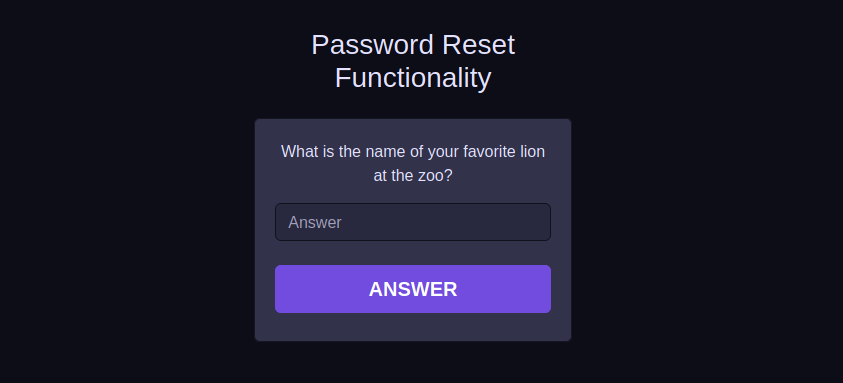 Password Reset
Functionality
What is the name of your favorite lion
at the zoo?
Answer
ANSWER